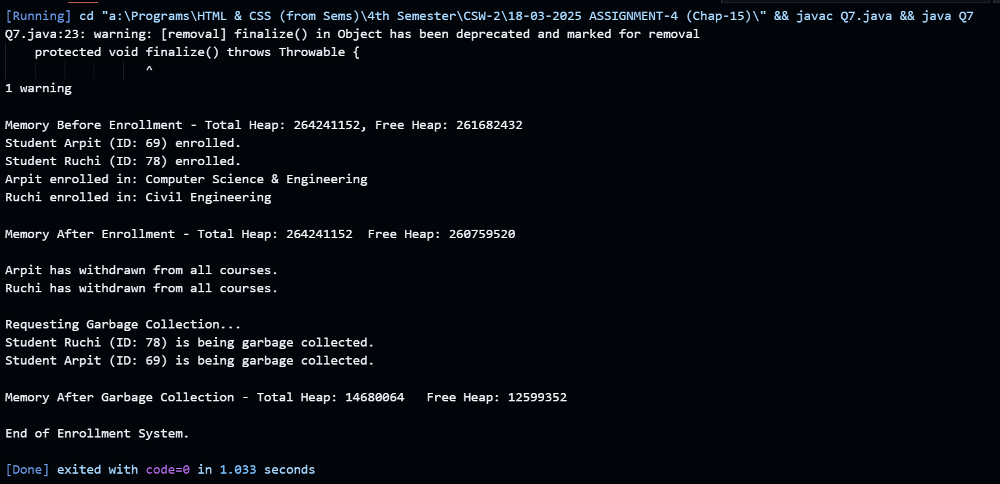 [Running] cd "a:\Programs\HTML & CSS (from Sems)\4th Semester\CSW-2\18-03-2025 ASSIGNMENT-4 (Chap-15)\" && javac Q7.java && java Q7
Q7.java:23: warning: [removal] finalize() in Object has been deprecated and marked for removal
    protected void finalize() throws Throwable {
                   ^
1 warning

Memory Before Enrollment - Total Heap: 264241152, Free Heap: 261682432
Student Arpit (ID: 69) enrolled.
Student Ruchi (ID: 78) enrolled.
Arpit enrolled in: Computer Science & Engineering
Ruchi enrolled in: Civil Engineering

Memory After Enrollment - Total Heap: 264241152  Free Heap: 260759520

Arpit has withdrawn from all courses.
Ruchi has withdrawn from all courses.

Requesting Garbage Collection...
Student Ruchi (ID: 78) is being garbage collected.
Student Arpit (ID: 69) is being garbage collected.

Memory After Garbage Collection - Total Heap: 14680064   Free Heap: 12599352

End of Enrollment System.

[Done] exited with code=0 in 1.033 seconds